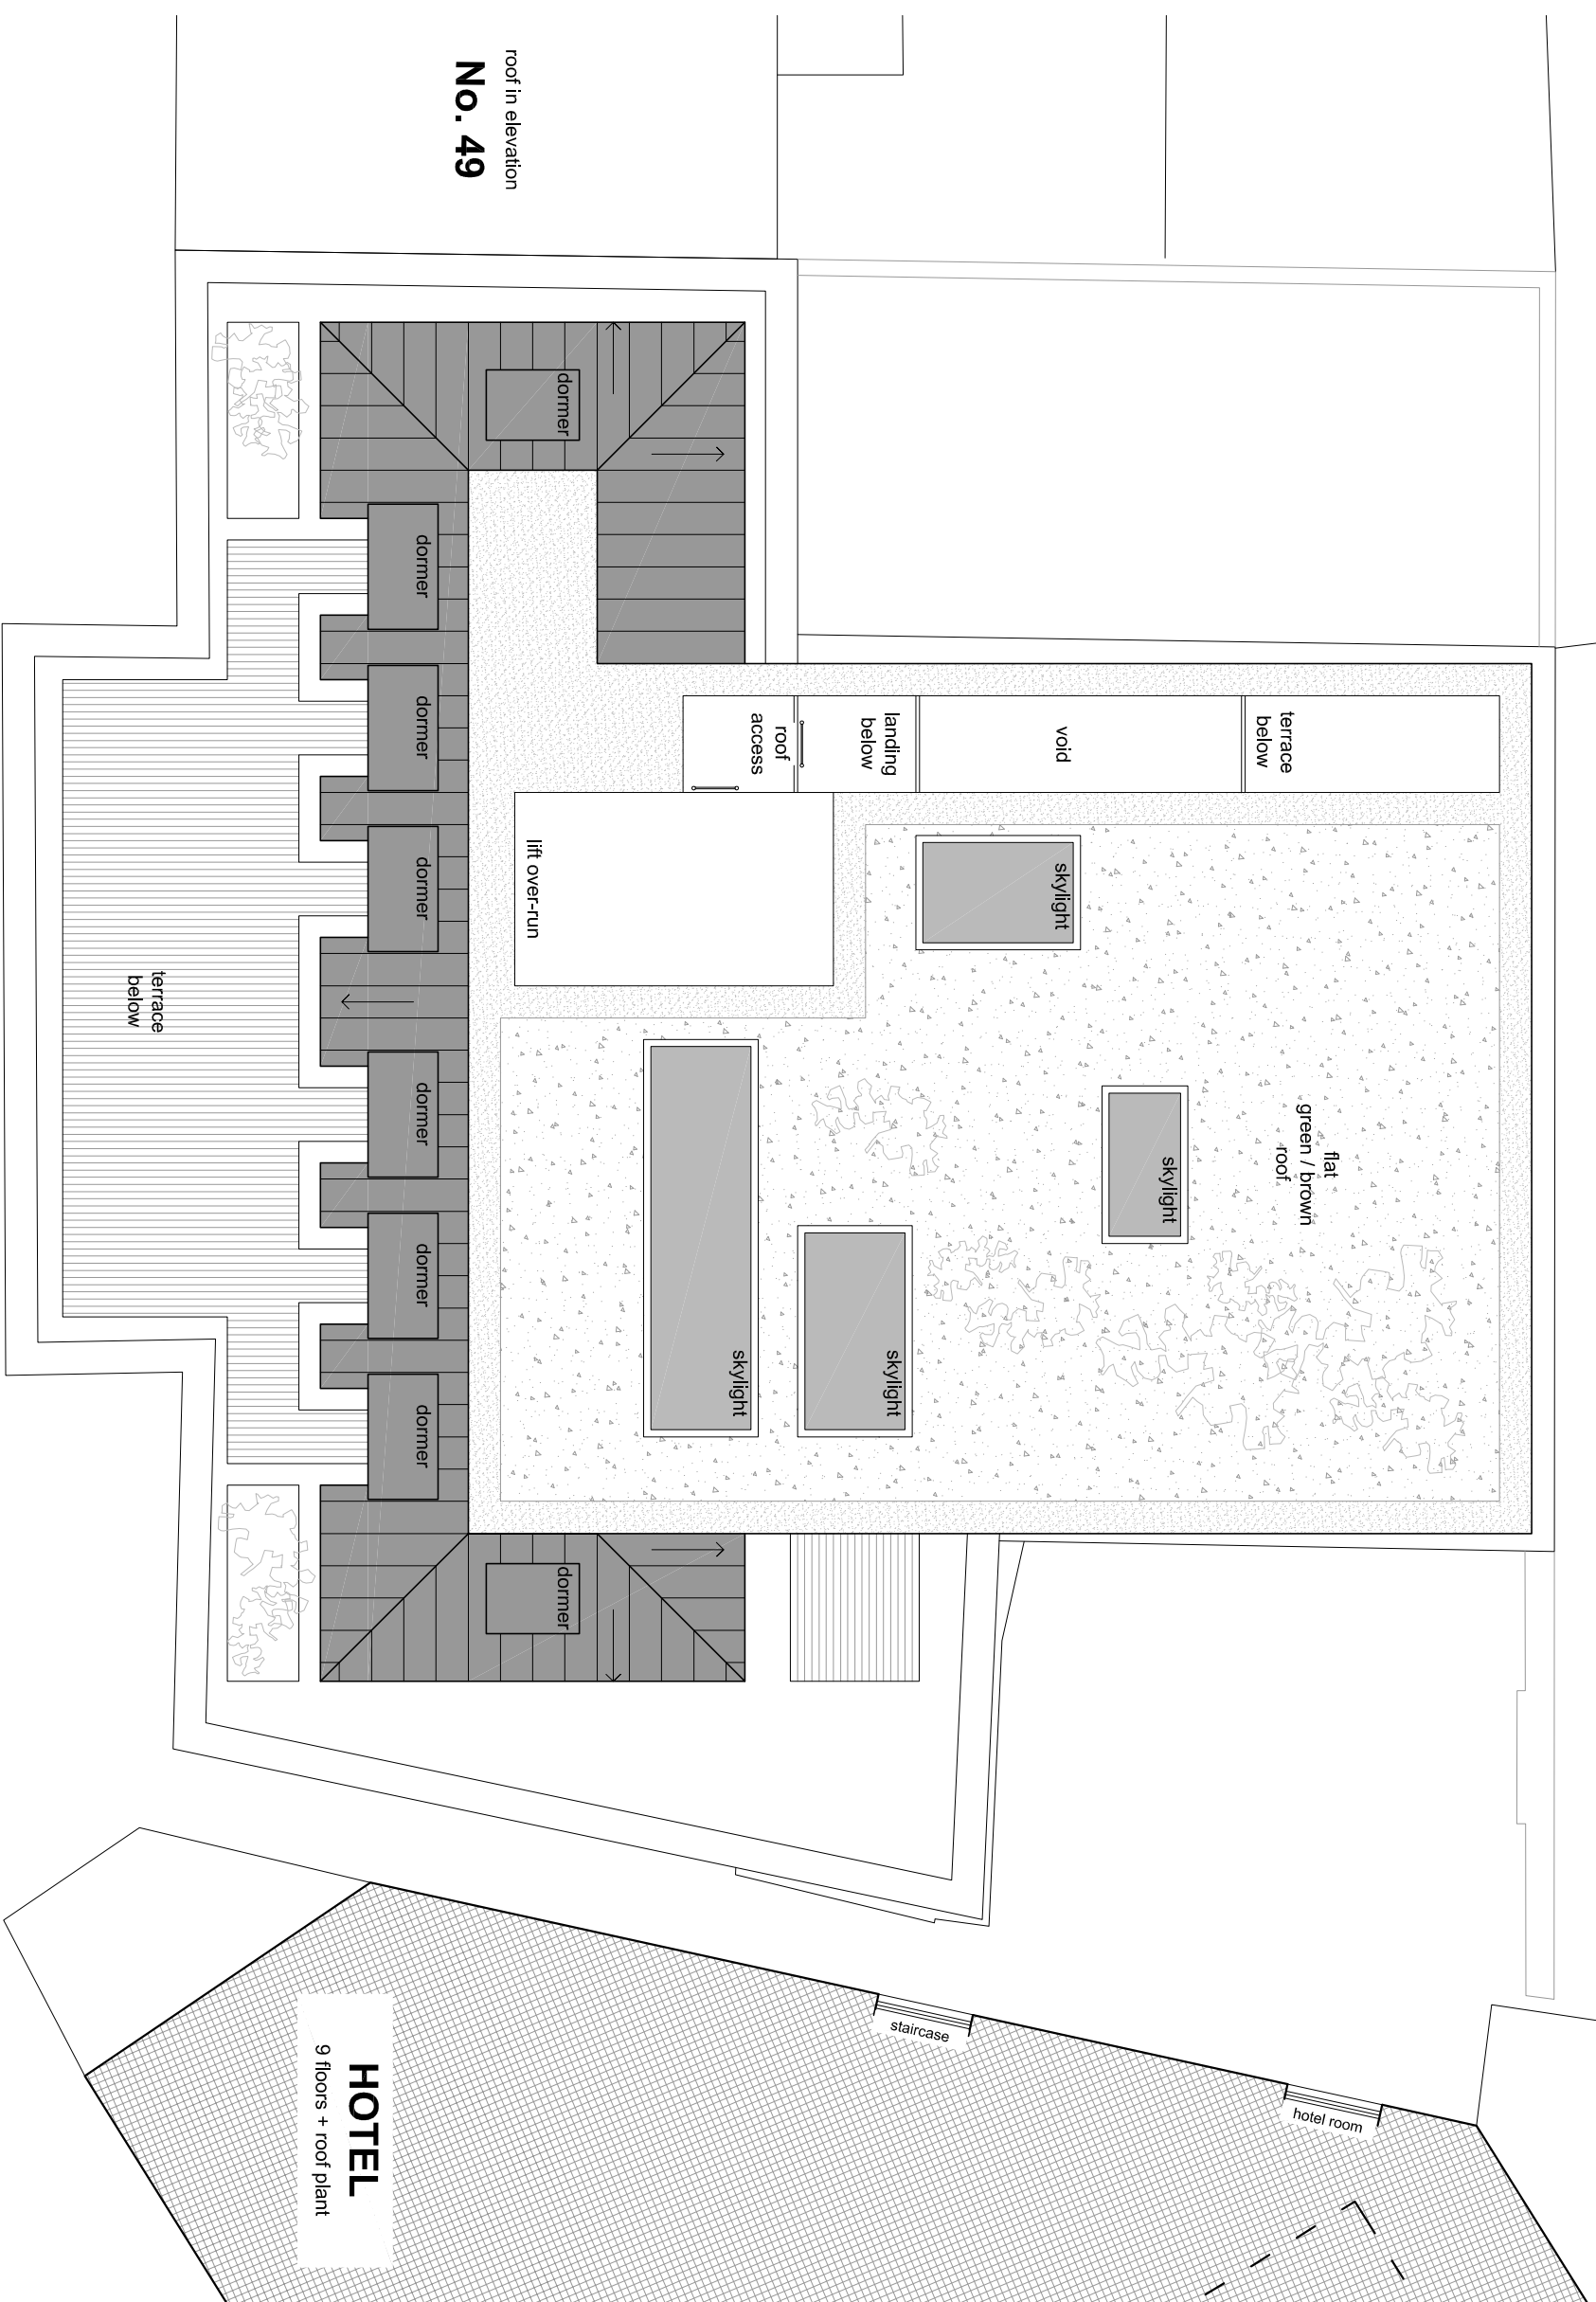 roof in elevation
No. 49
dormer
dormer
dormer
dormer
dormer
dormer
dormer
dormer
terrace
below
void
landing
below
roof
access
lift over-run
skylight
skylight
skylight
skylight
flat
green / brown
roof
terrace
below
staircase
hotel room
HOTEL
9 floors + roof plant